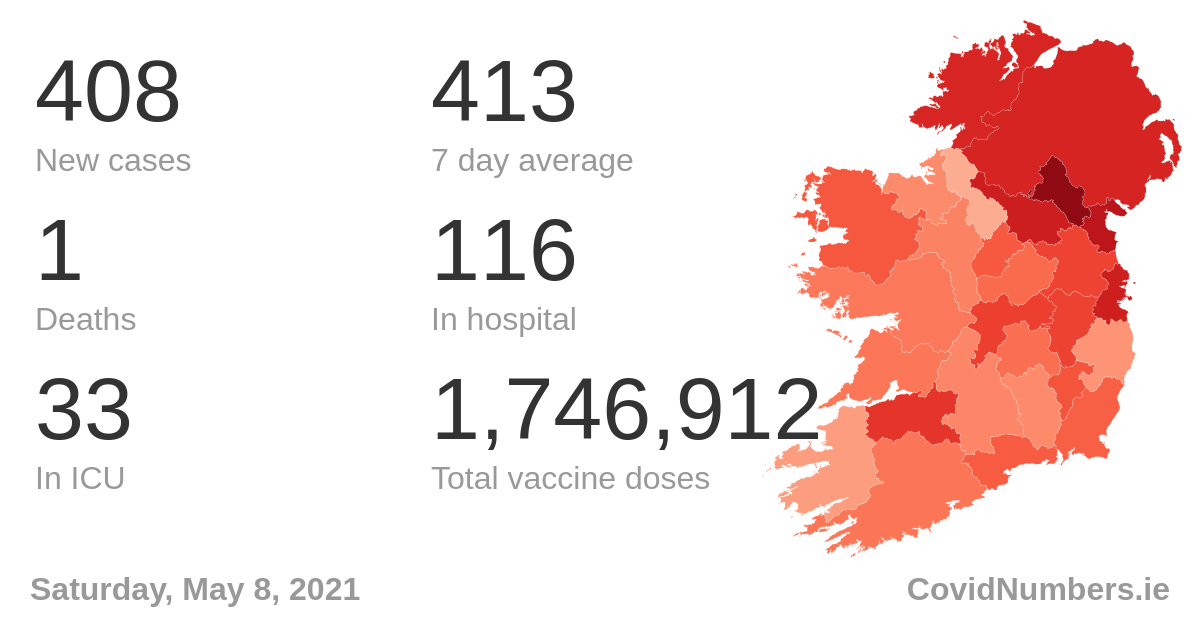 408
New cases
413
7 day average
1
Deaths
116
In hospital
33
In ICU
1,746,912
Total vaccine doses
Saturday, May 8, 2021
CovidNumbers.ie